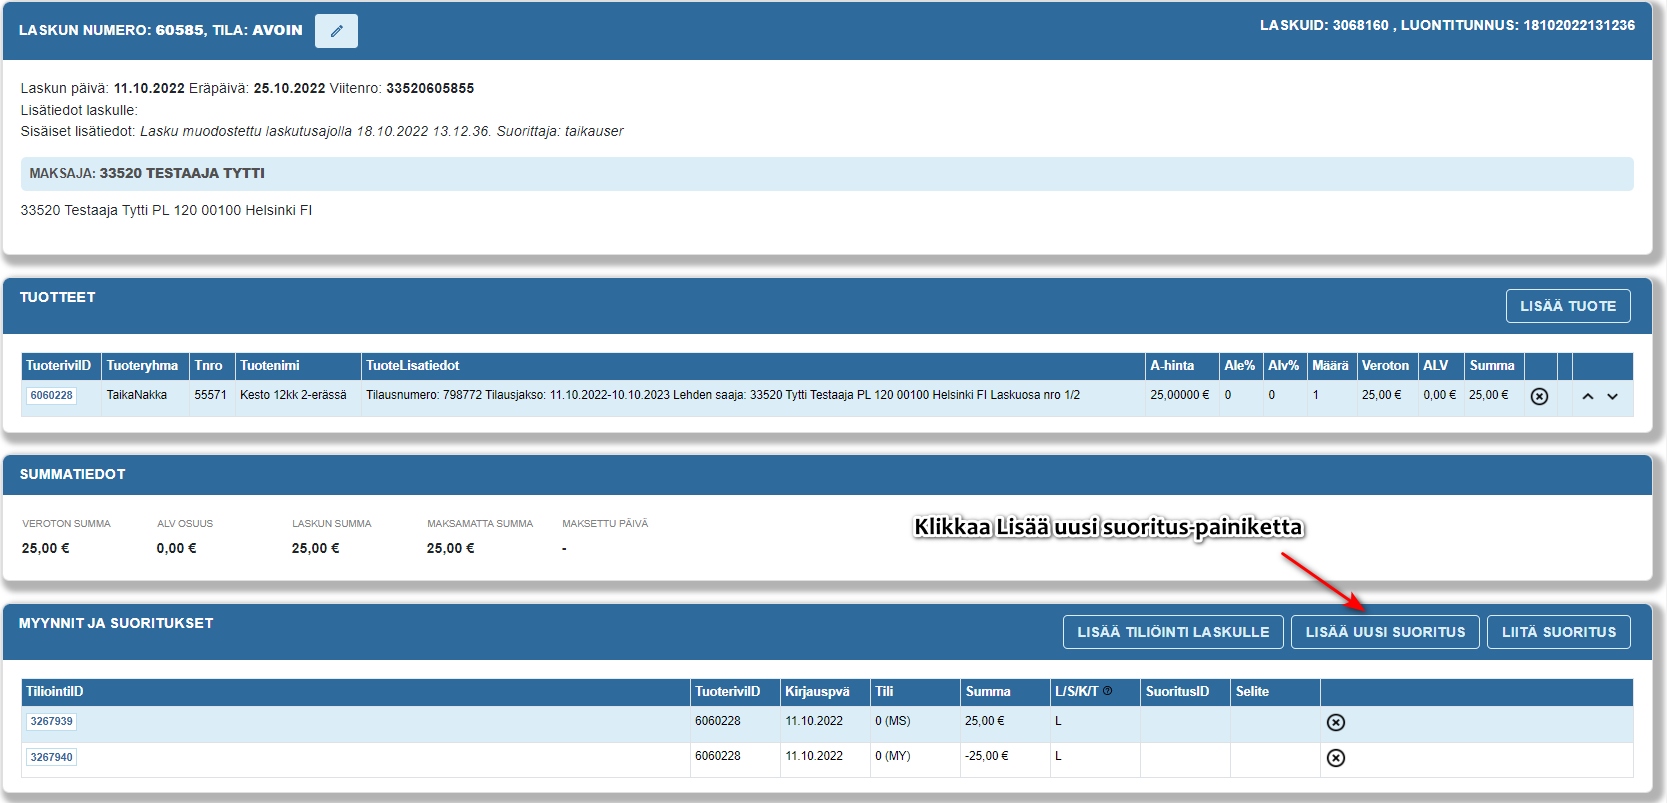 LASKUN NUMERO: 60585, TILA: AVOIN
LASKUID: 3068160 , LUONTITUNNUS: 18102022131236
Laskun päivä: 11.10.2022 Eräpäivä: 25.10.2022 Viitenro: 33520605855
Lisätiedot laskulle:
Sisäiset lisätiedot: Lasku muodostettu laskutusajolla 18.10.2022 13.12.36. Suorittaja: taikauser
MAKSAJA: 33520 TESTAAJA TYTTI
33520 Testaaja Tytti PL 120 00100 Helsinki FI
TUOTTEET
LISÄÄ TUOTE
TuoteriviID Tuoteryhma Tnro Tuotenimi TuoteLisatiedot A-hinta Ale% Alv% Määrä Veroton ALV Summa
6060228 TaikaNakka 55571 Kesto 12kk 2-erässä Tilausnumero: 798772 Tilausjakso: 11.10.2022-10.10.2023 Lehden saaja: 33520 Tytti Testaaja PL 120 00100 Helsinki FI Laskuosa nro 1/2 25,00000 € 0 0 1 25,00 € 0,00 € 25,00 €
SUMMATIEDOT
VEROTON SUMMA ALV OSUUS LASKUN SUMMA MAKSAMATTA SUMMA MAKSETTU PÄIVÄ
25,00 € 0,00 € 25,00 € 25,00 € -
Klikkaa Lisää uusi suoritus-painiketta
MYYNNIT JA SUORITUKSET
LISÄÄ TILIÖINTI LASKULLE LISÄÄ UUSI SUORITUS LIITÄ SUORITUS
TiliointiID TuoteriviID Kirjauspvä Tili Summa L/S/K/T ? SuoritusID Selite
3267939 6060228 11.10.2022 0 (MS) 25,00 € L
3267940 6060228 11.10.2022 0 (MY) -25,00 € L